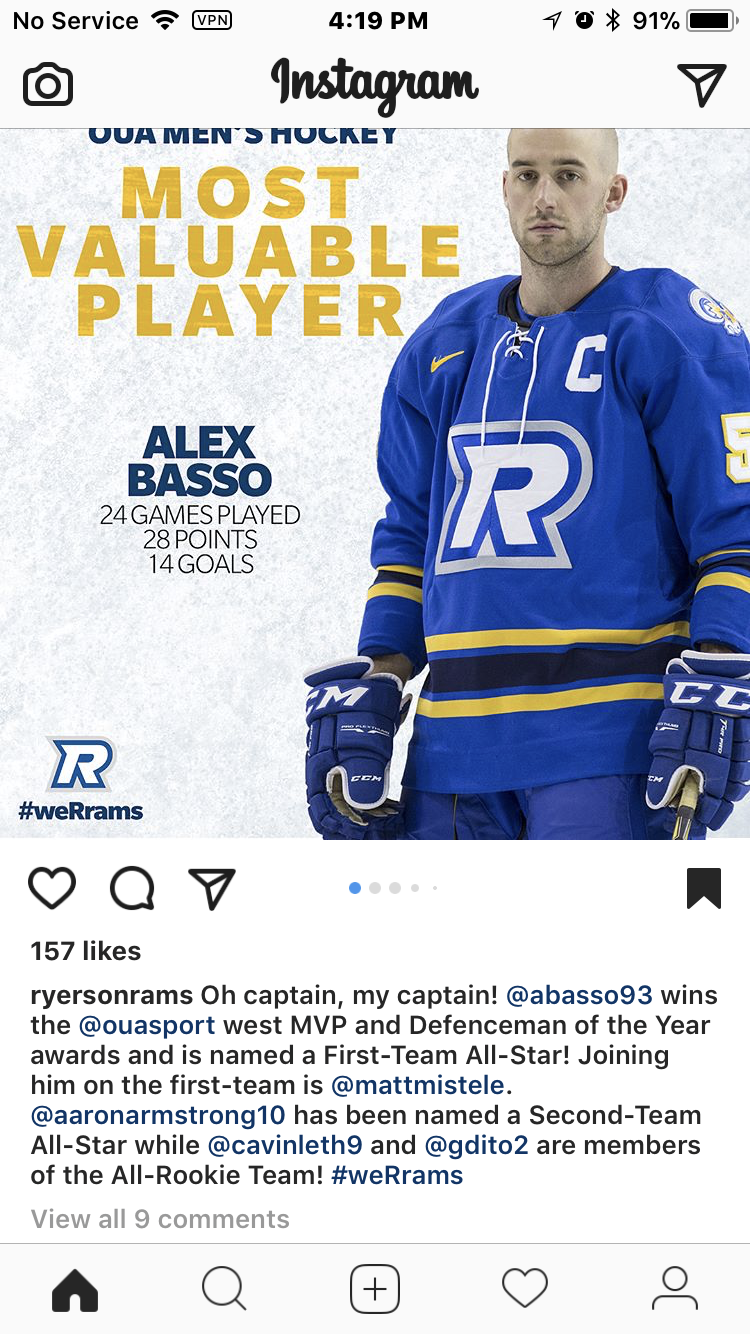 No Service VPN 4:19 PM 91%
Instagram
OUA MEN'S HOCKEY
MOST
VALUABLE
PLAYER
C
5
R
ALEX
BASSO
24 GAMES PLAYED
28 POINTS
14 GOALS
CCM
R
#weRrams
157 likes
ryersonrams Oh captain, my captain! @abasso93 wins
the @ouasport west MVP and Defenceman of the Year
awards and is named a First-Team All-Star! Joining
him on the first-team is @mattmistele.
@aaronarmstrong10 has been named a Second-Team
All-Star while @cavinleth9 and @gdito2 are members
of the All-Rookie Team! #weRrams
View all 9 comments